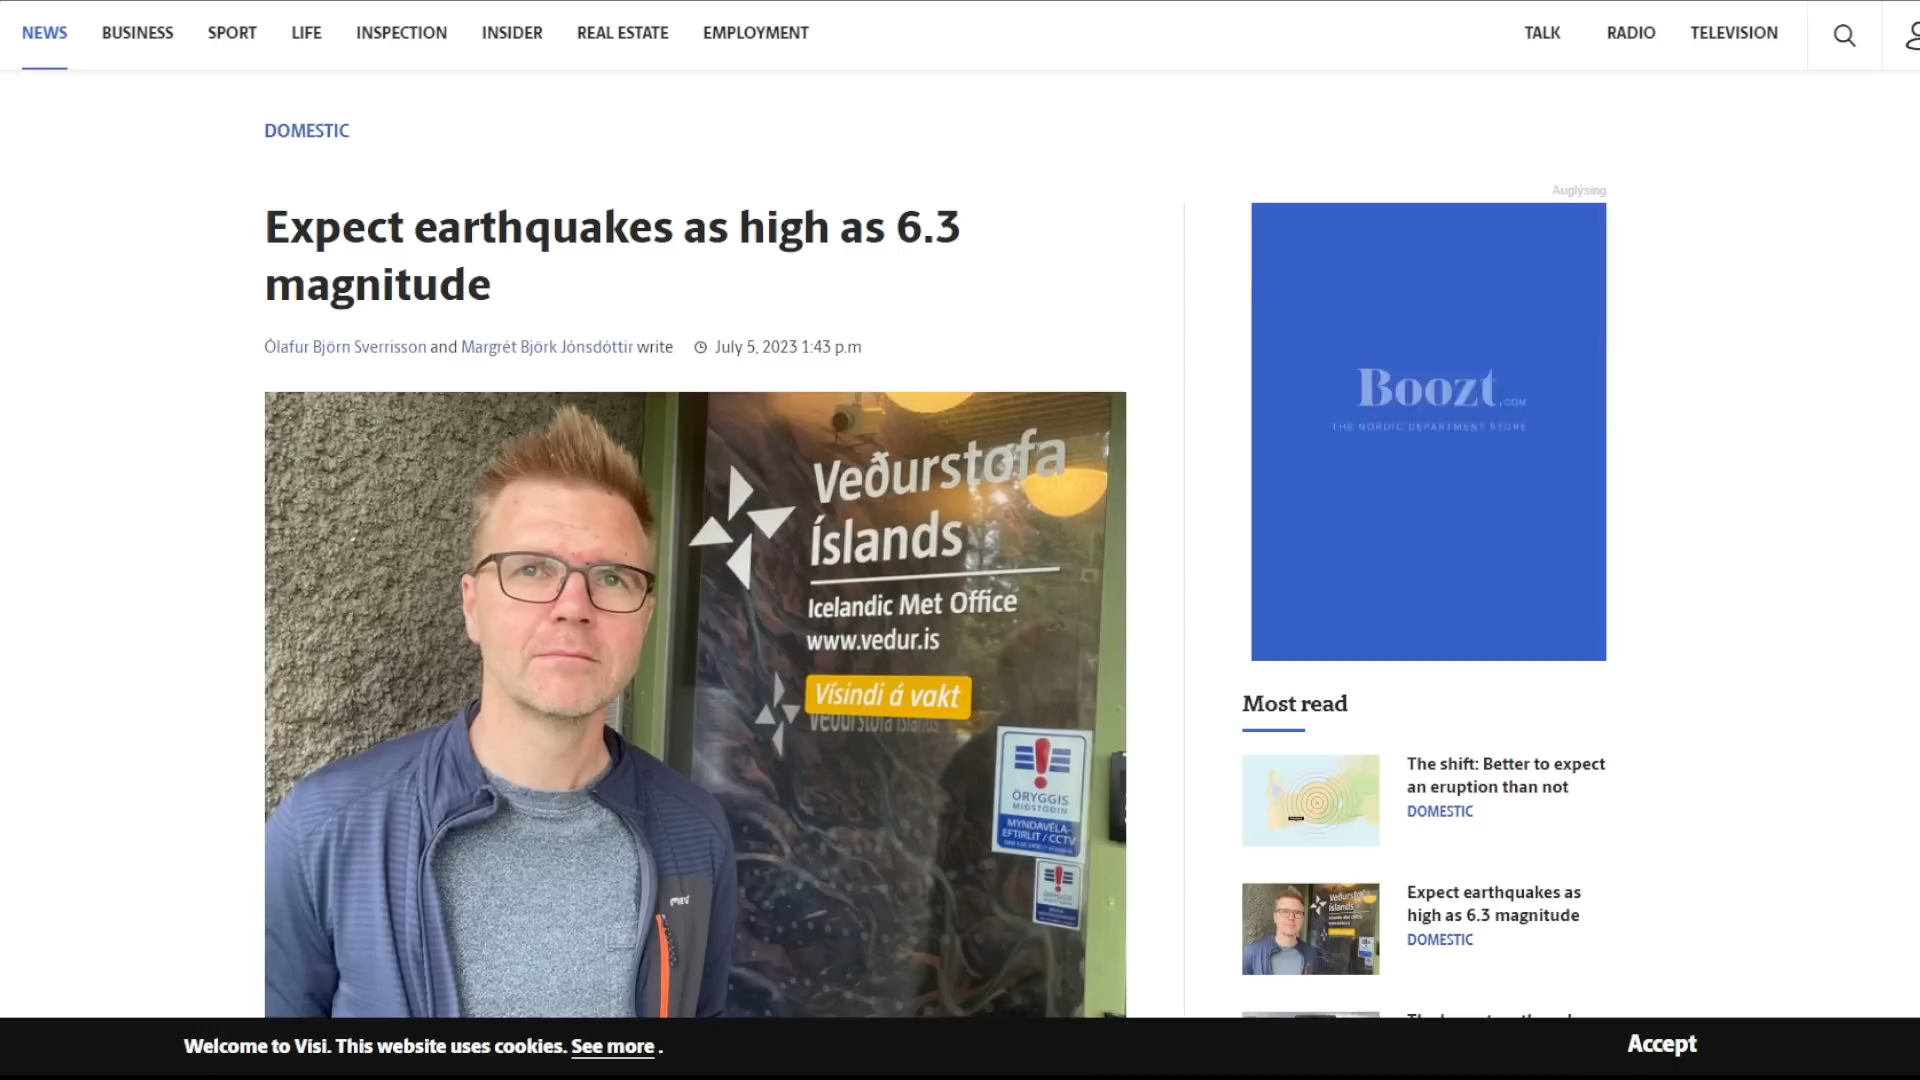 NEWS BUSINESS SPORT LIFE INSPECTION INSIDER REAL ESTATE EMPLOYMENT TALK RADIO TELEVISION
DOMESTIC
Expect earthquakes as high as 6.3
magnitude
Ólafur Björn Sverrisson and Margrét Björk Jónsdóttir write July 5, 2023 1:43 p.m
Veðurstofa
Íslands
Icelandic Met Office
www.vedur.is
Vísindi á vakt
Veðurstofa Íslands
ÖRYGGIS
MIÐSTÖÐIN
MYNDAVÉLA-
EFTIRLIT / CCTV
Auglýsing
Boozt.COM
THE NORDIC DEPARTMENT STORE
Most read
The shift: Better to expect
an eruption than not
DOMESTIC
Expect earthquakes as
high as 6.3 magnitude
DOMESTIC
Welcome to Visi. This website uses cookies. See more .
Accept